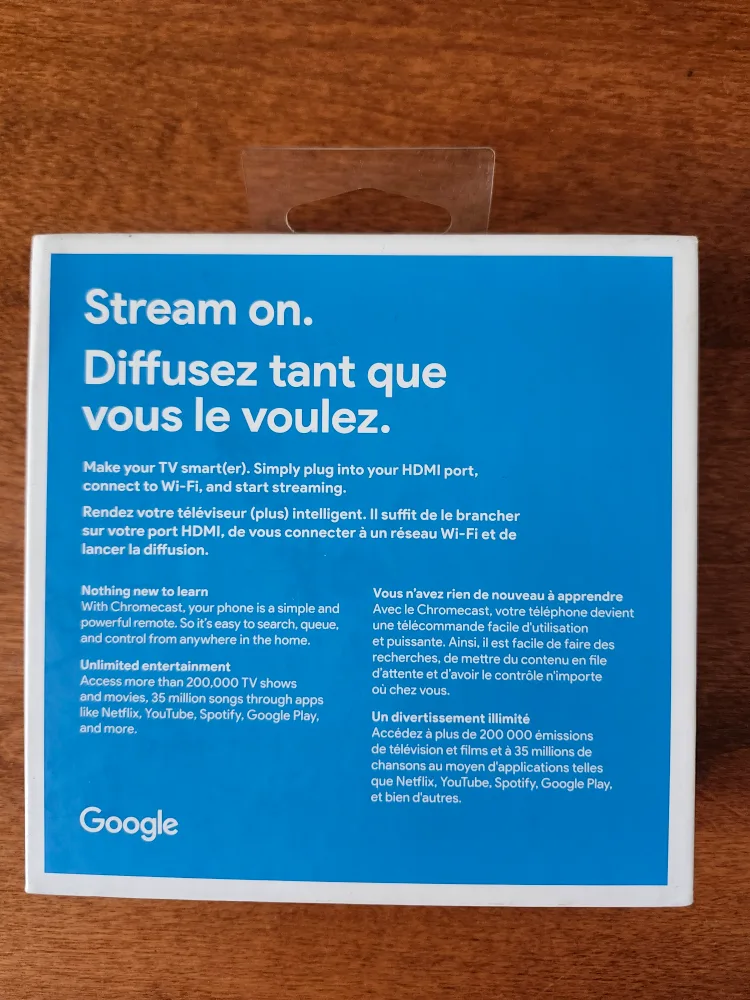 Stream on.
Diffusez tant que
vous le voulez.
Make your TV smart(er). Simply plug into your HDMI port,
connect to Wi-Fi, and start streaming.
Rendez votre téléviseur (plus) intelligent. Il suffit de le brancher
sur votre port HDMI, de vous connecter à un réseau Wi-Fi et de
lancer la diffusion.
Nothing new to learn
With Chromecast, your phone is a simple and
powerful remote. So it's easy to search, queue,
and control from anywhere in the home.
Unlimited entertainment
Access more than 200,000 TV shows
and movies, 35 million songs through apps
like Netflix, YouTube, Spotify, Google Play,
and more.
Vous n'avez rien de nouveau à apprendre
Avec le Chromecast, votre téléphone devient
une télécommande facile d'utilisation
et puissante. Ainsi, il est facile de faire des
recherches, de mettre du contenu en file
d'attente et d'avoir le contrôle n'importe
où chez vous.
Un divertissement illimité
Accédez à plus de 200 000 émissions
de télévision et films et à 35 millions de
chansons au moyen d'applications telles
que Netflix, YouTube, Spotify, Google Play,
et bien d'autres.
Google